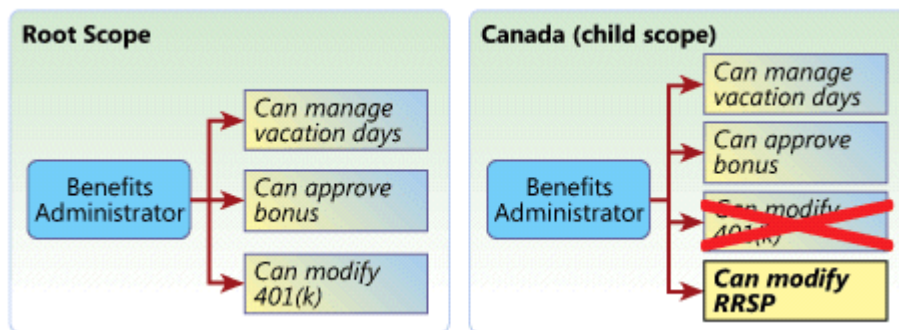 Root Scope
Benefits
Administrator
Can manage
vacation days
Can approve
bonus
Can modify
401(k)
Canada (child scope)
Benefits
Administrator
Can manage
vacation days
Can approve
bonus
Can modify
401(k)
Can modify
RRSP